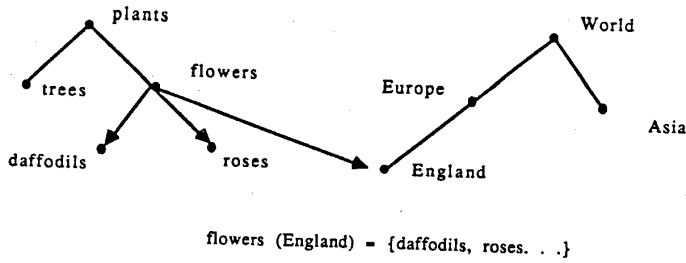 plants
World
flowers
Europe
trees
Asia
daffodils
roses
England
flowers (England) = {daffodils, roses. . .}